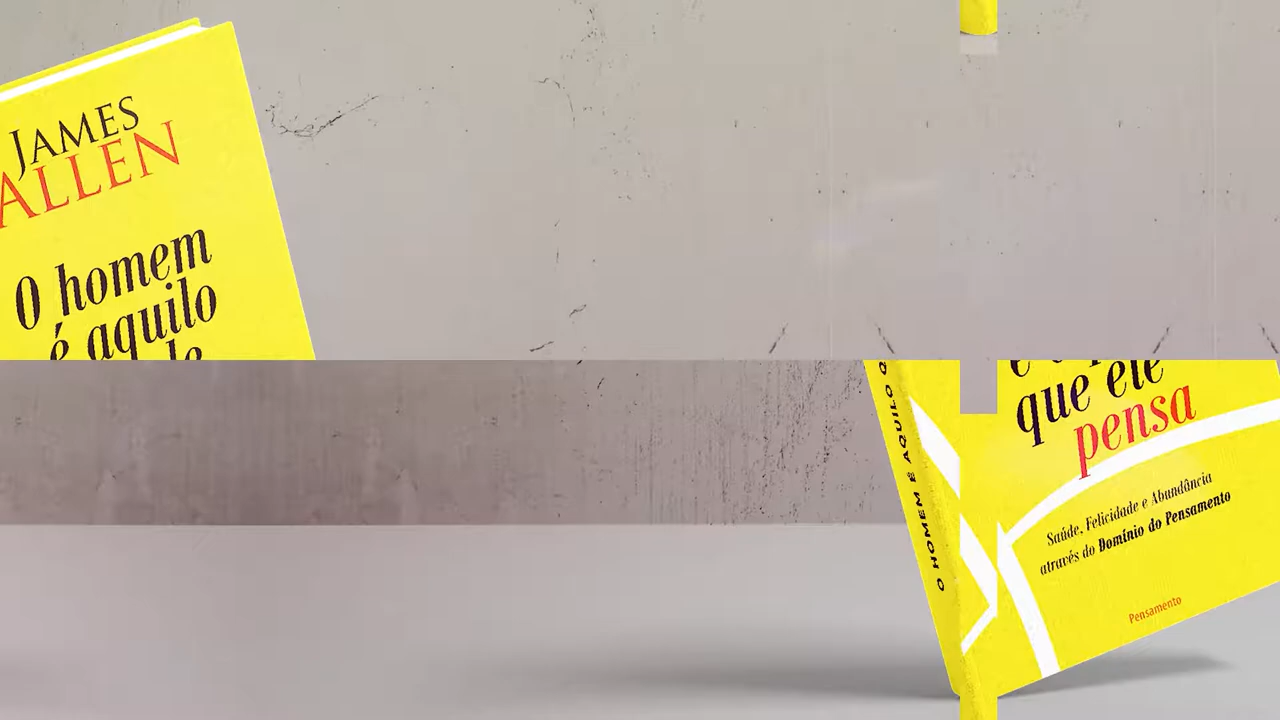 JAMES
ALLEN
O homem
é aquilo
que ele
pensa
Saúde, Felicidade e Abundância
através do Domínio do Pensamento
Pensamento
O HOMEM É AQUILO Q